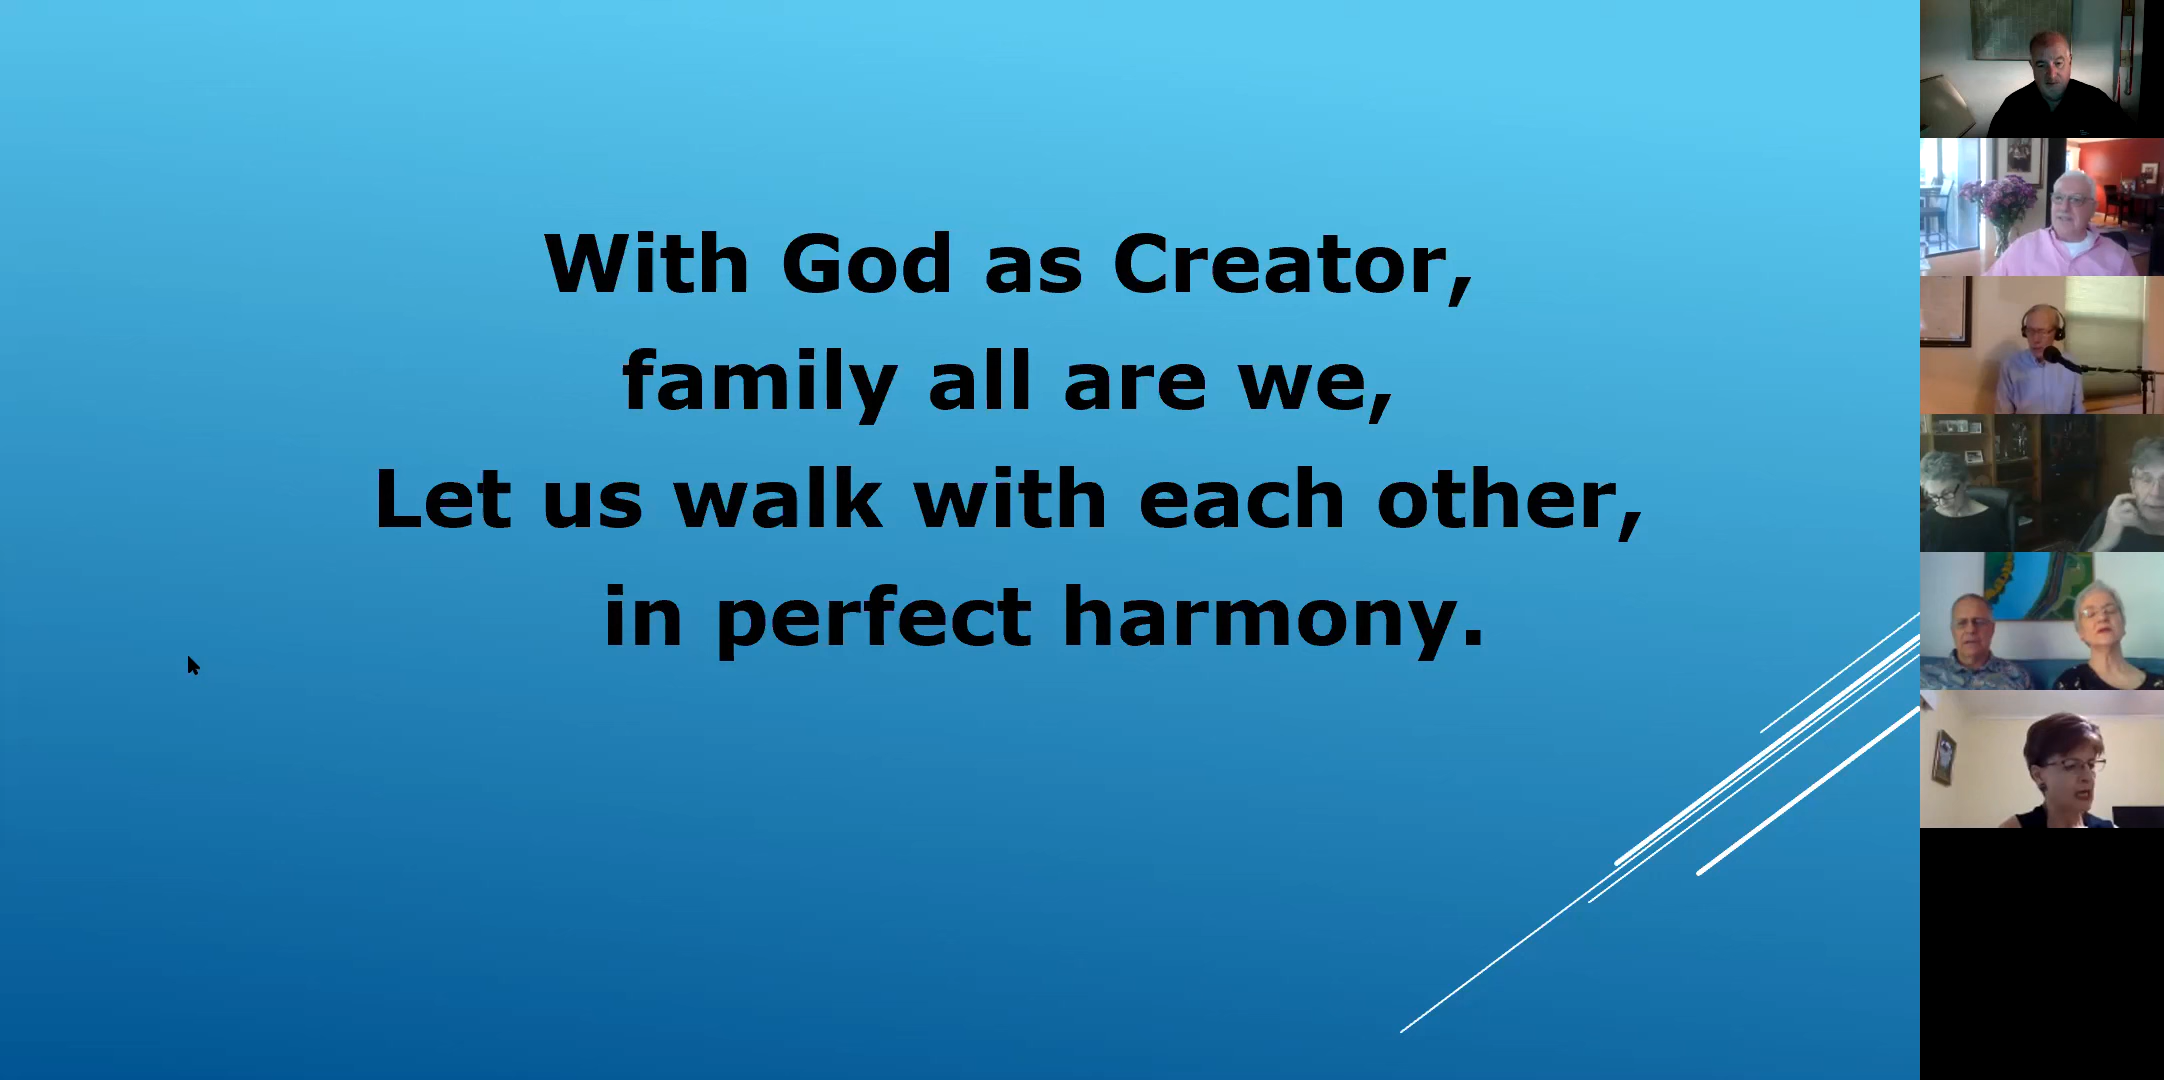 With God as Creator,
family all are we,
Let us walk with each other,
in perfect harmony.